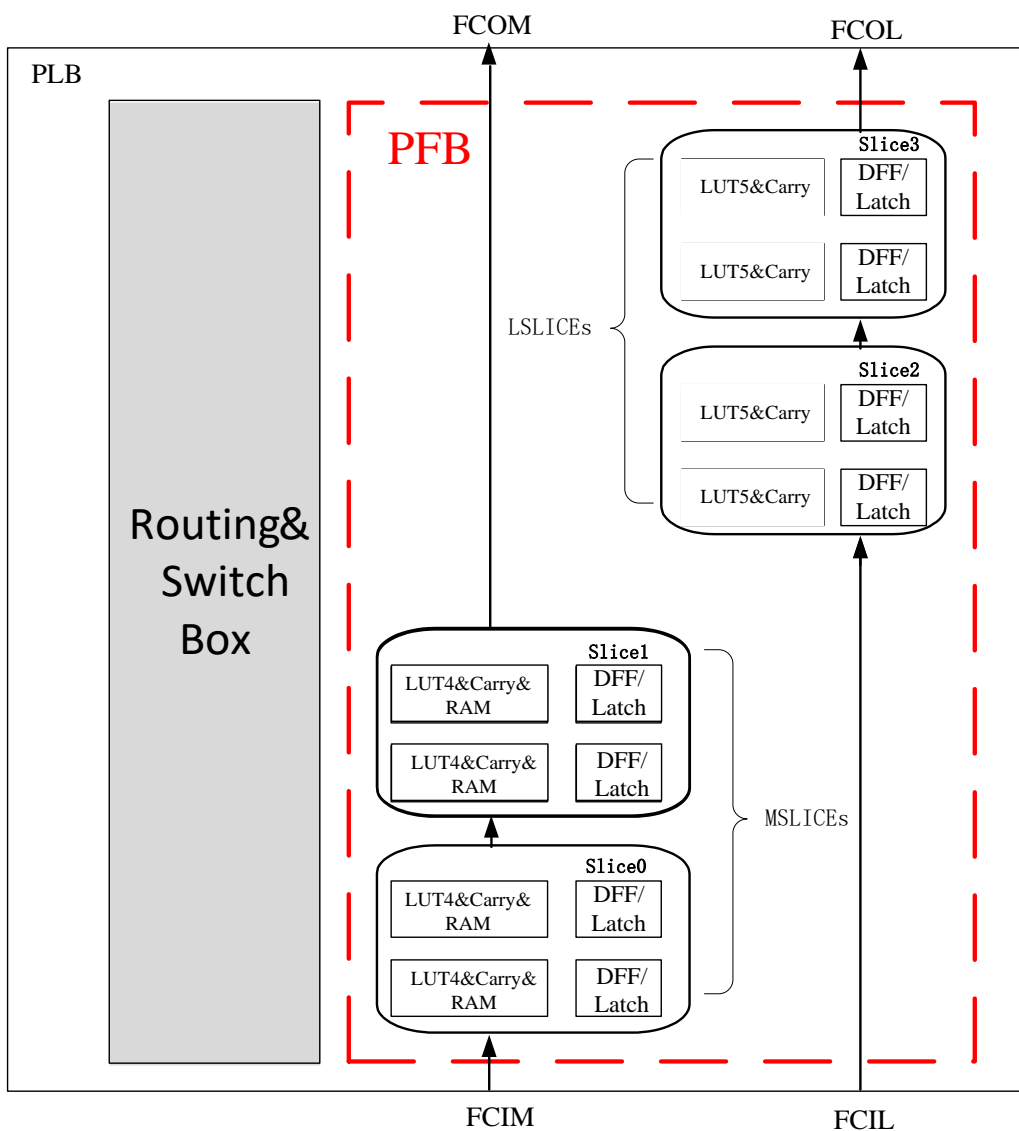 FCOM
FCOL
PLB
PFB
Slice3
LUT5&Carry
DFF/
Latch
LUT5&Carry
DFF/
Latch
LSLICEs
Slice2
LUT5&Carry
DFF/
Latch
LUT5&Carry
DFF/
Latch
Routing&
Switch
Box
Slice1
LUT4&Carry&
RAM
DFF/
Latch
LUT4&Carry&
RAM
DFF/
Latch
MSLICEs
Slice0
LUT4&Carry&
RAM
DFF/
Latch
LUT4&Carry&
RAM
DFF/
Latch
FCIM
FCIL